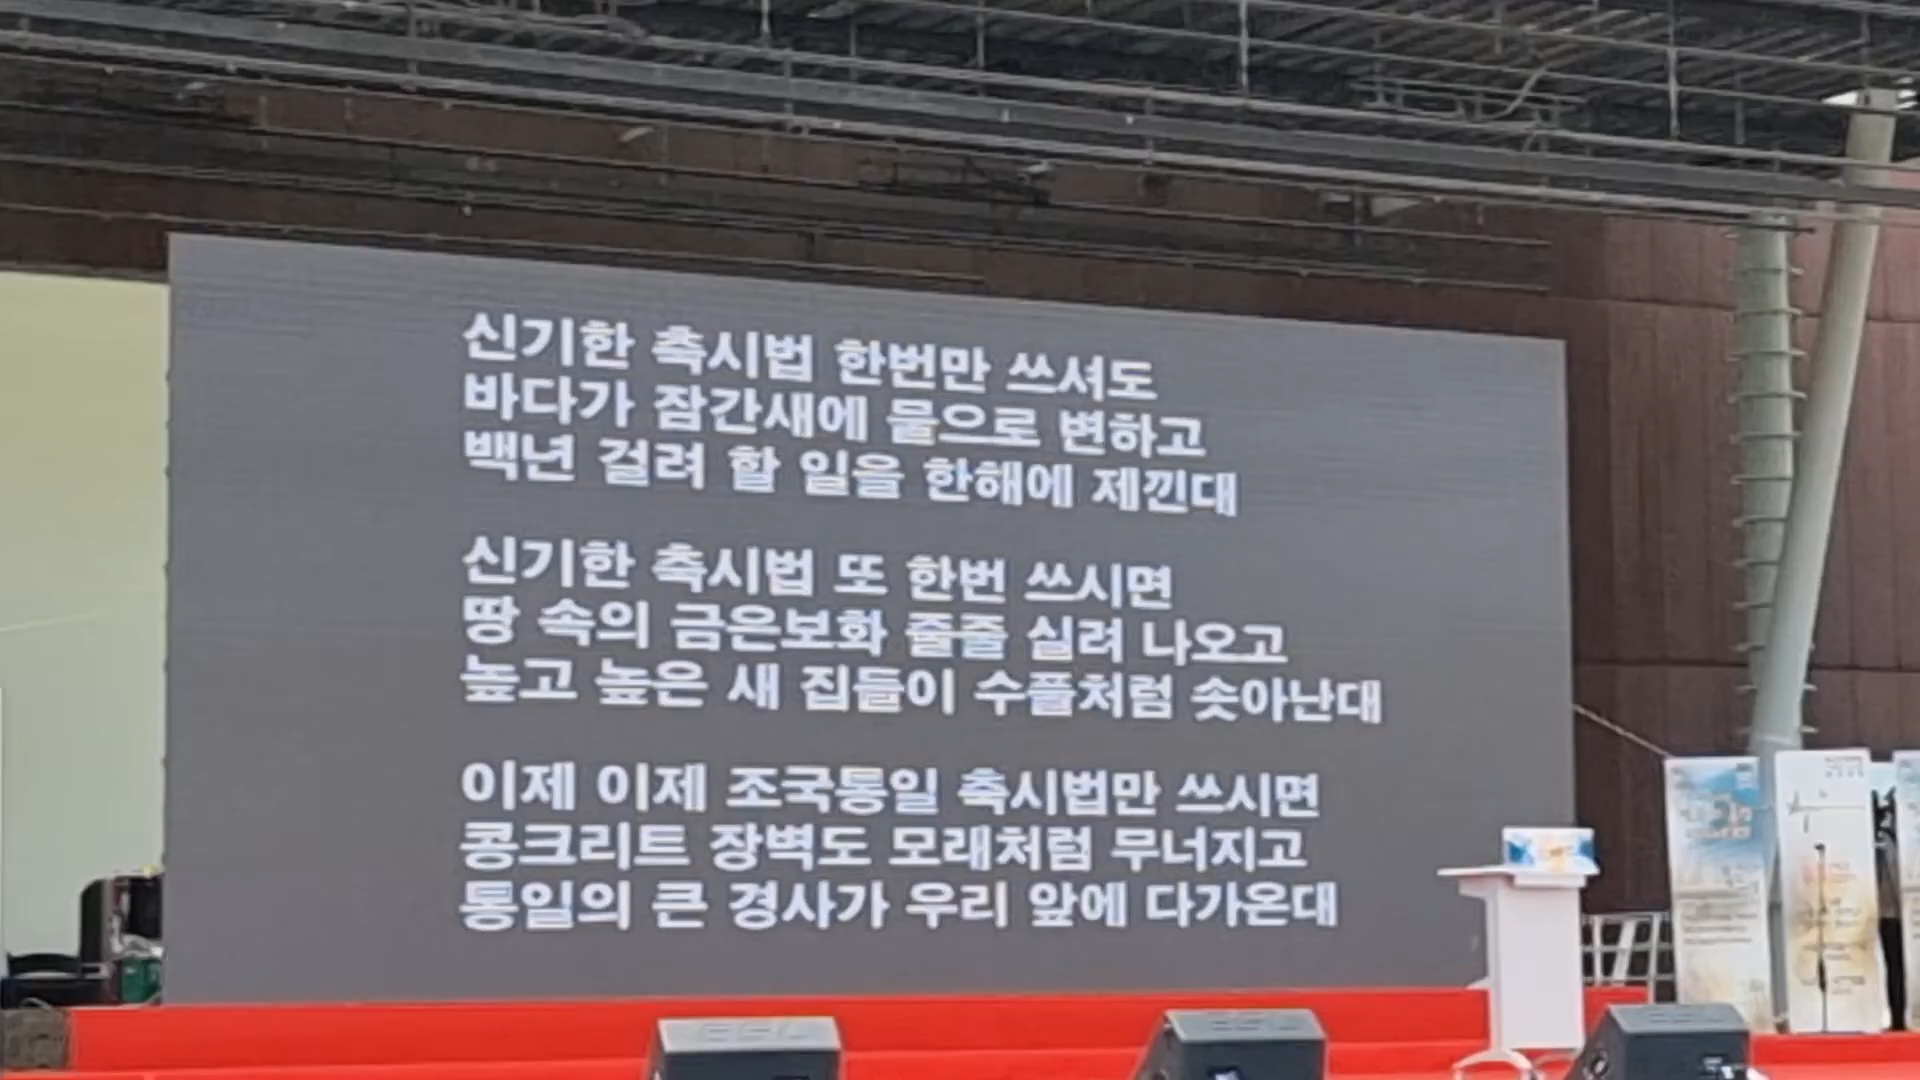 신기한 축시법 한번만 쓰셔도
바다가 잠간새에 뭍으로 변하고
백년 걸려 할 일을 한해에 제낀대
신기한 축시법 또 한번 쓰시면
땅 속의 금은보화 줄줄 실려 나오고
높고 높은 새 집들이 수풀처럼 솟아난대
이제 이제 조국통일 축시법만 쓰시면
콩크리트 장벽도 모래처럼 무너지고
통일의 큰 경사가 우리 앞에 다가온대